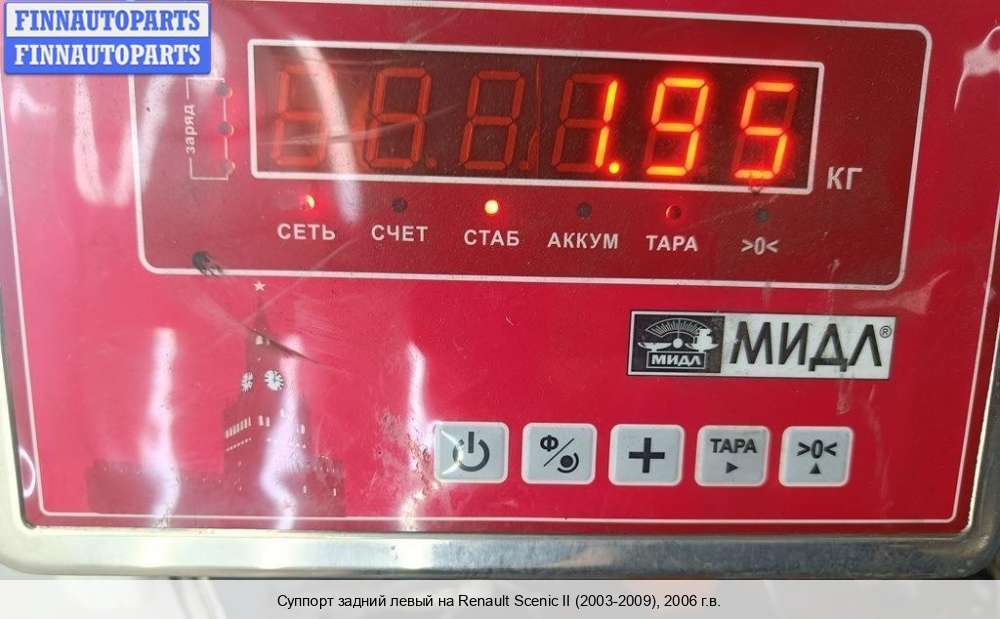 FINNAUTOPARTS
FINNAUTOPARTS
заряд
1.95
КГ
СЕТЬ СЧЕТ СТАБ АККУМ ТАРА >0<
МИДЛ МИДЛ®
Ф/ + ТАРА >0<
Суппорт задний левый на Renault Scenic II (2003-2009), 2006 г.в.